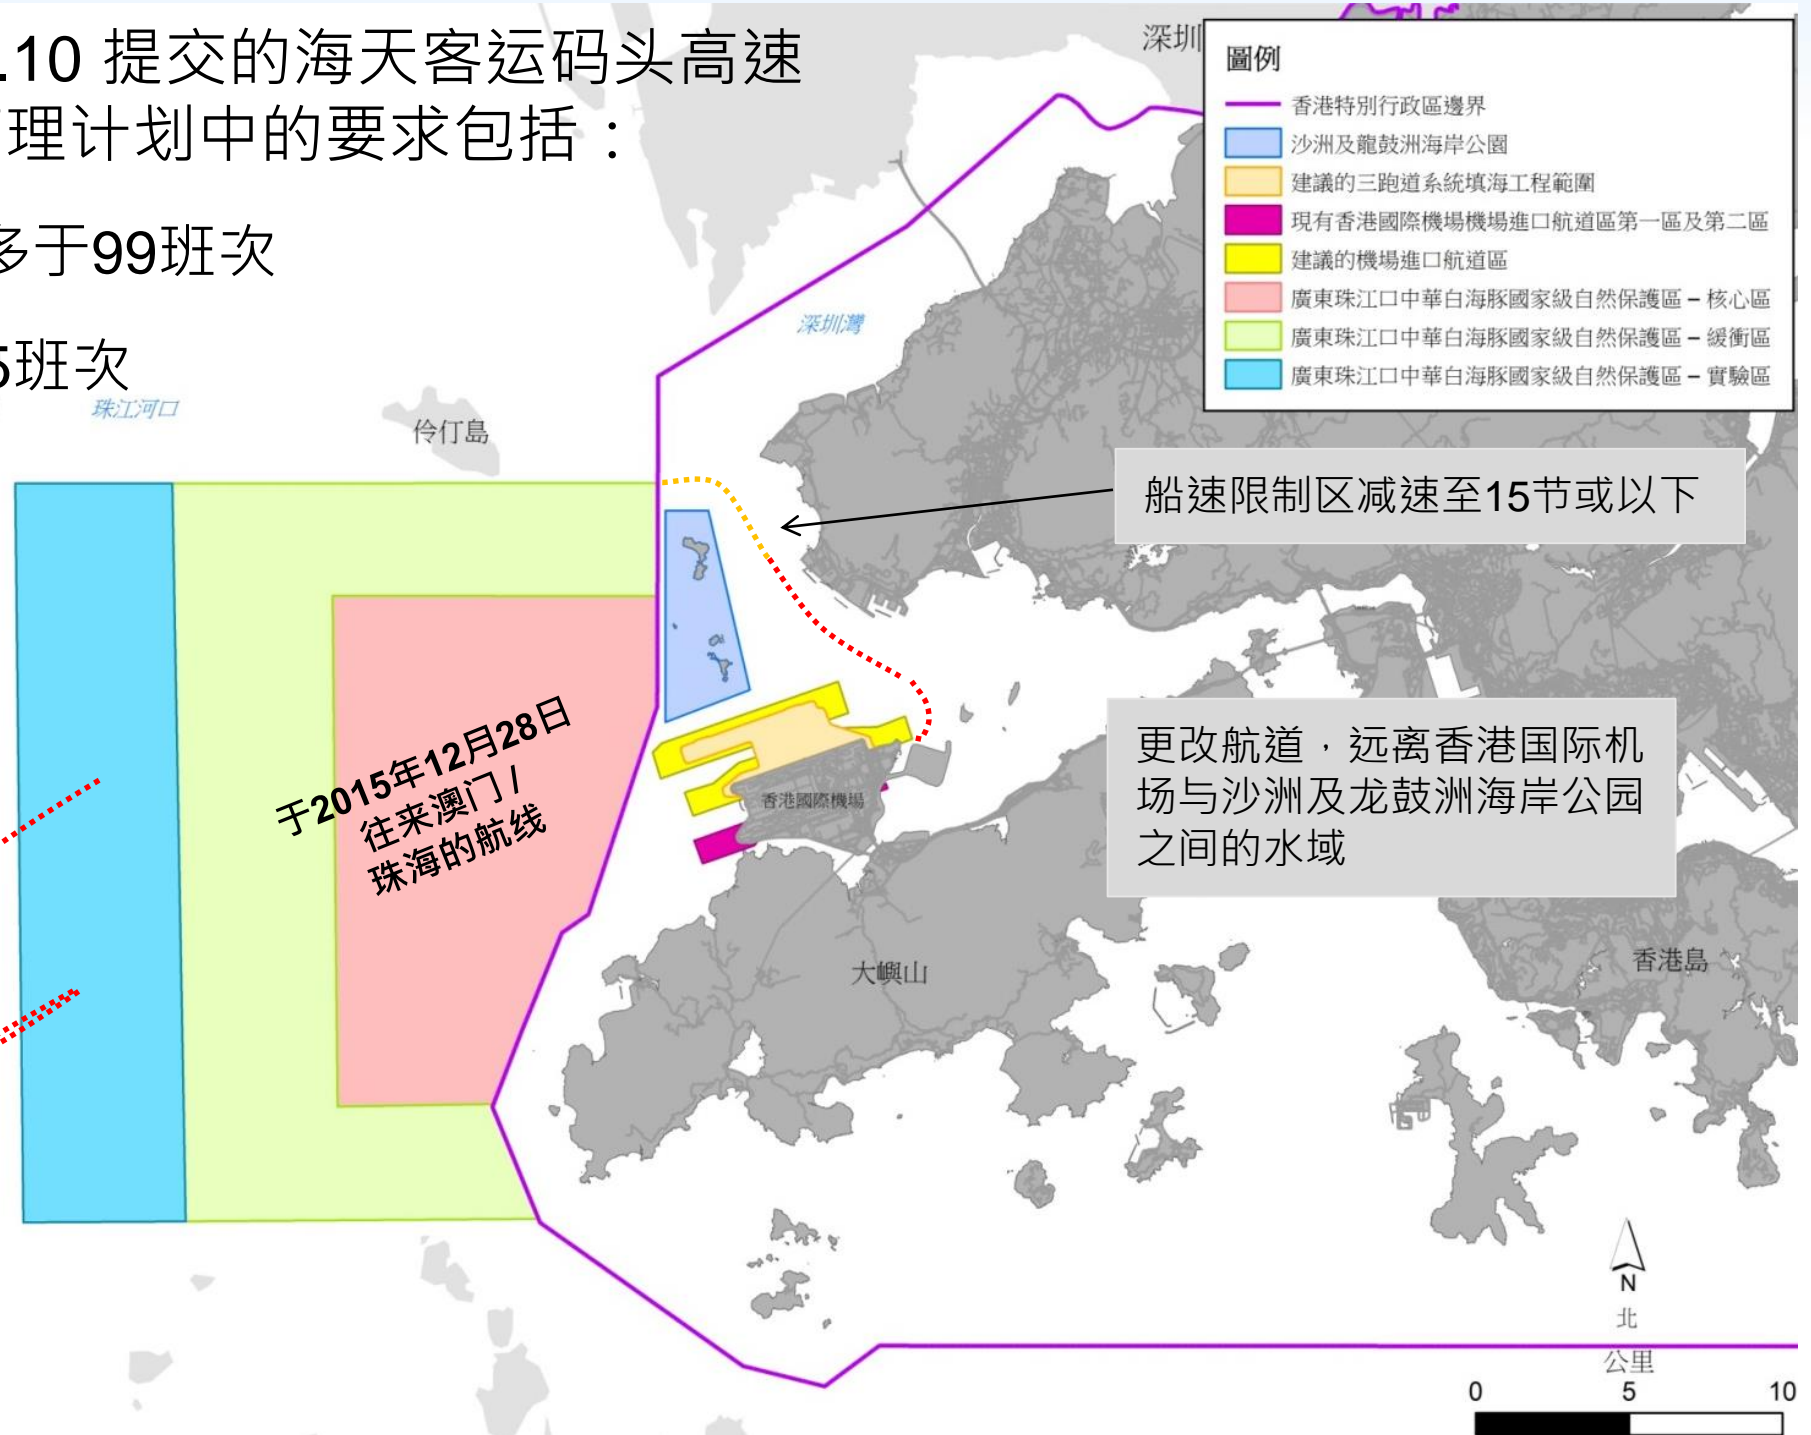 .10 提交的海天客运码头高速
理计划中的要求包括：
多于99班次
5班次
深圳
圖例
香港特別行政區邊界
沙洲及龍鼓洲海岸公園
建議的三跑道系統填海工程範圍
現有香港國際機場機場進口航道區第一區及第二區
建議的機場進口航道區
廣東珠江口中華白海豚國家級自然保護區 – 核心區
廣東珠江口中華白海豚國家級自然保護區 – 緩衝區
廣東珠江口中華白海豚國家級自然保護區 – 實驗區
深圳灣
珠江河口
伶仃島
船速限制区减速至15节或以下
于2015年12月28日
往来澳门 /
珠海的航线
更改航道，远离香港国际机
场与沙洲及龙鼓洲海岸公园
之间的水域
香港國際機場
大嶼山
香港島
N
北
公里
0 5 10